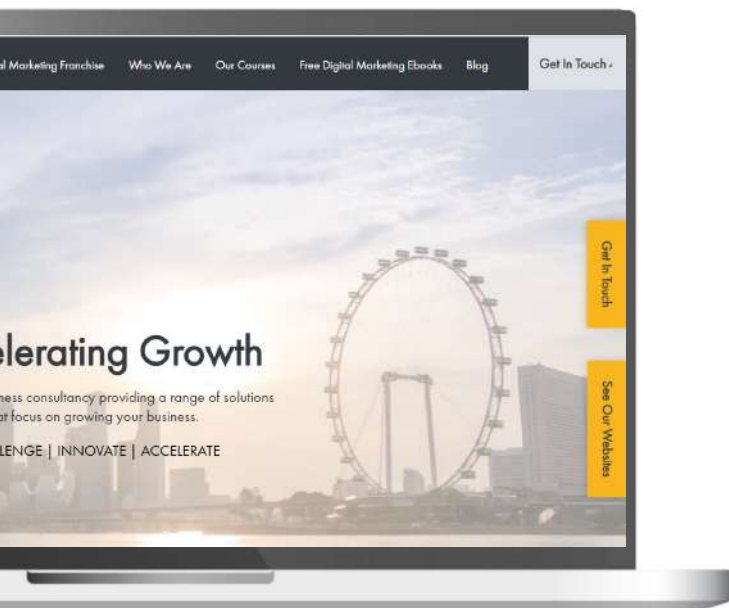 al Marketing Franchise Who We Are Our Courses Free Digital Marketing Ebooks Blog Get In Touch
Get In Touch
elerating Growth
ness consultancy providing a range of solutions
at focus on growing your business.
LENGE | INNOVATE | ACCELERATE
See Our Websites